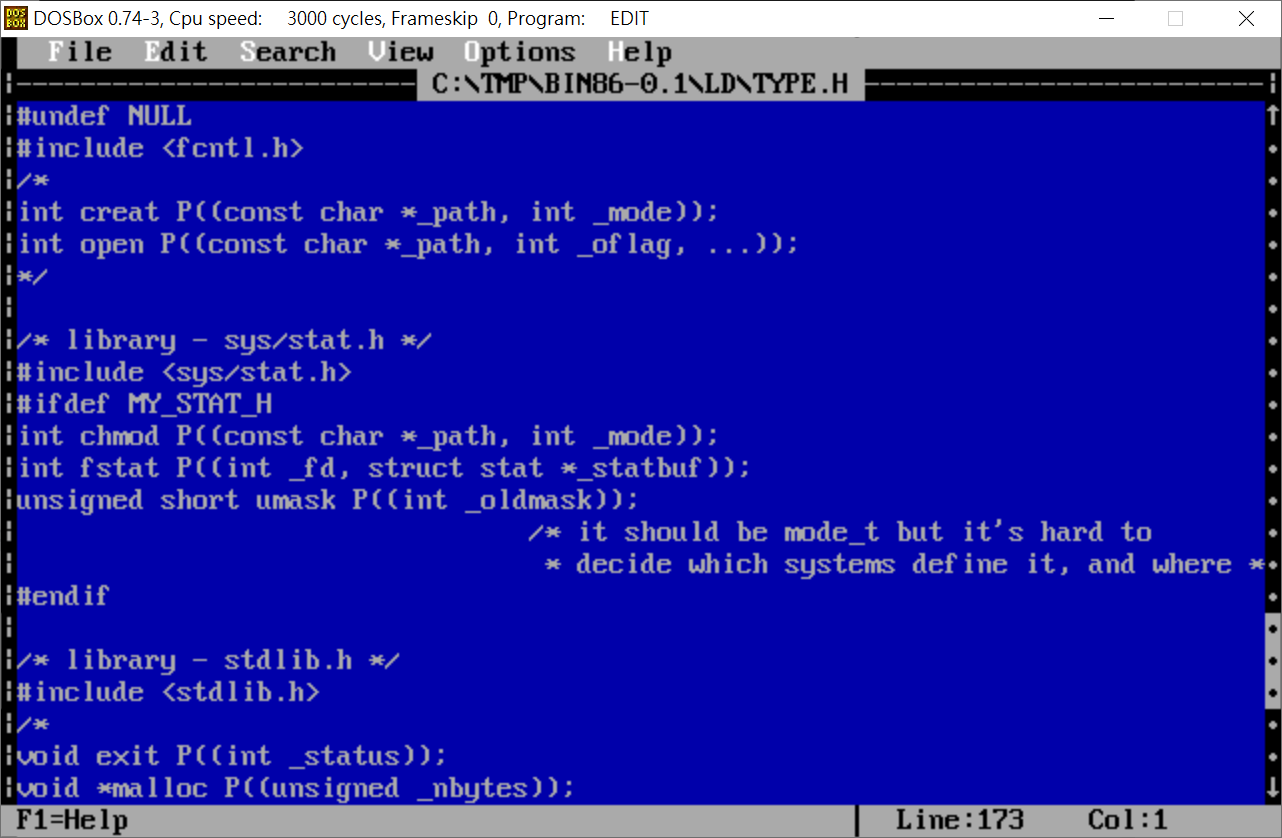 DOSBox 0.74-3, Cpu speed:    3000 cycles, Frameskip  0, Program:    EDIT
File  Edit  Search  View  Options  Help
C:\TMP\BIN86-0.1\LD\TYPE.H
#undef NULL
#include <fcntl.h>
/*
int creat P((const char *_path, int _mode));
int open P((const char *_path, int _oflag, ...));
*/

/* library - sys/stat.h */
#include <sys/stat.h>
#ifdef MY_STAT_H
int chmod P((const char *_path, int _mode));
int fstat P((int _fd, struct stat *_statbuf));
unsigned short umask P((int _oldmask));
                                /* it should be mode_t but it's hard to
                                 * decide which systems define it, and where *
#endif

/* library - stdlib.h */
#include <stdlib.h>
/*
void exit P((int _status));
void *malloc P((unsigned _nbytes));
F1=Help    Line:173    Col:1